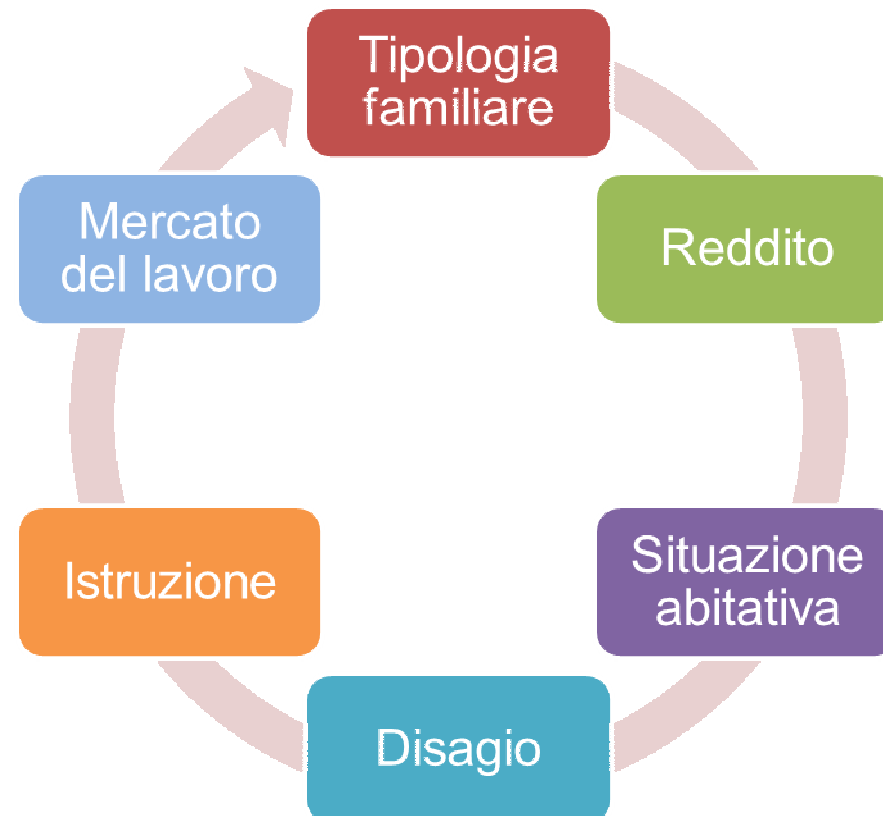 Tipologia
familiare
Reddito
Situazione
abitativa
Disagio
Istruzione
Mercato
del lavoro